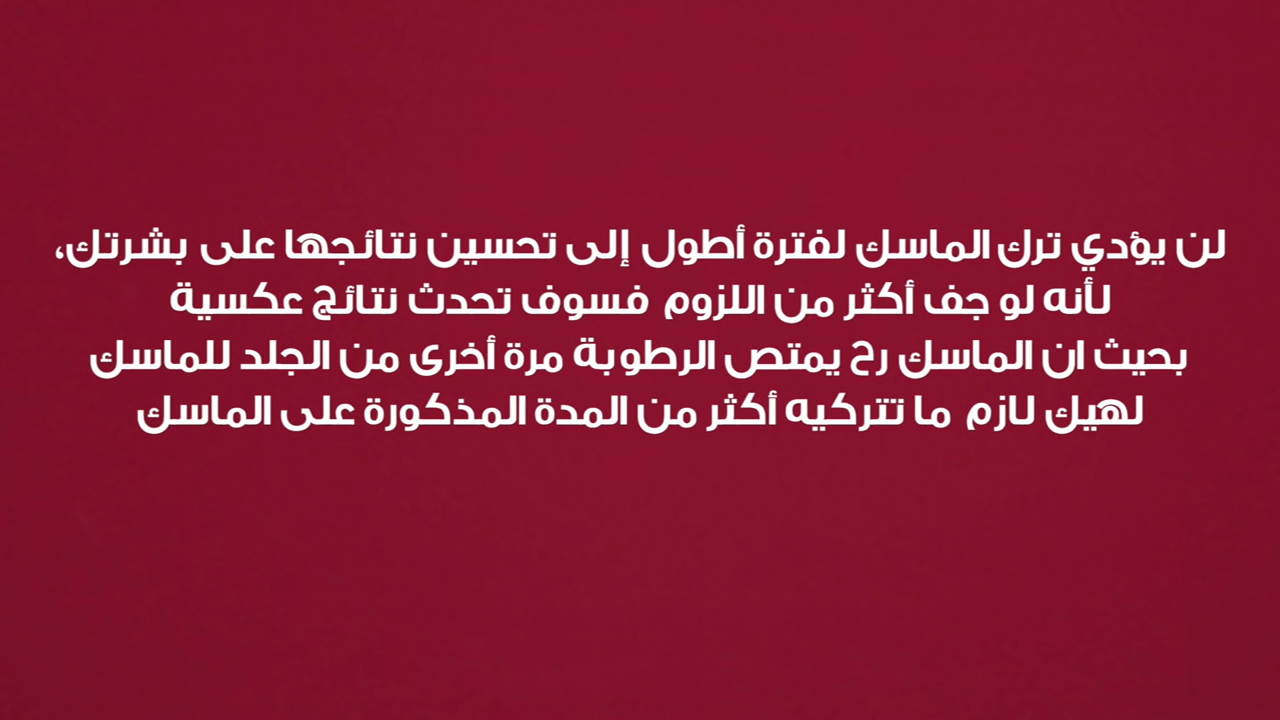 لن يؤدي ترك الماسك لفترة أطول إلى تحسين نتائجها على بشرتك،
لأنه لو جف أكثر من اللزوم فسوف تحدث نتائج عكسية
بحيث ان الماسك رح يمتص الرطوبة مرة أخرى من الجلد للماسك
لهيك لازم ما تتركيه أكثر من المدة المذكورة على الماسك